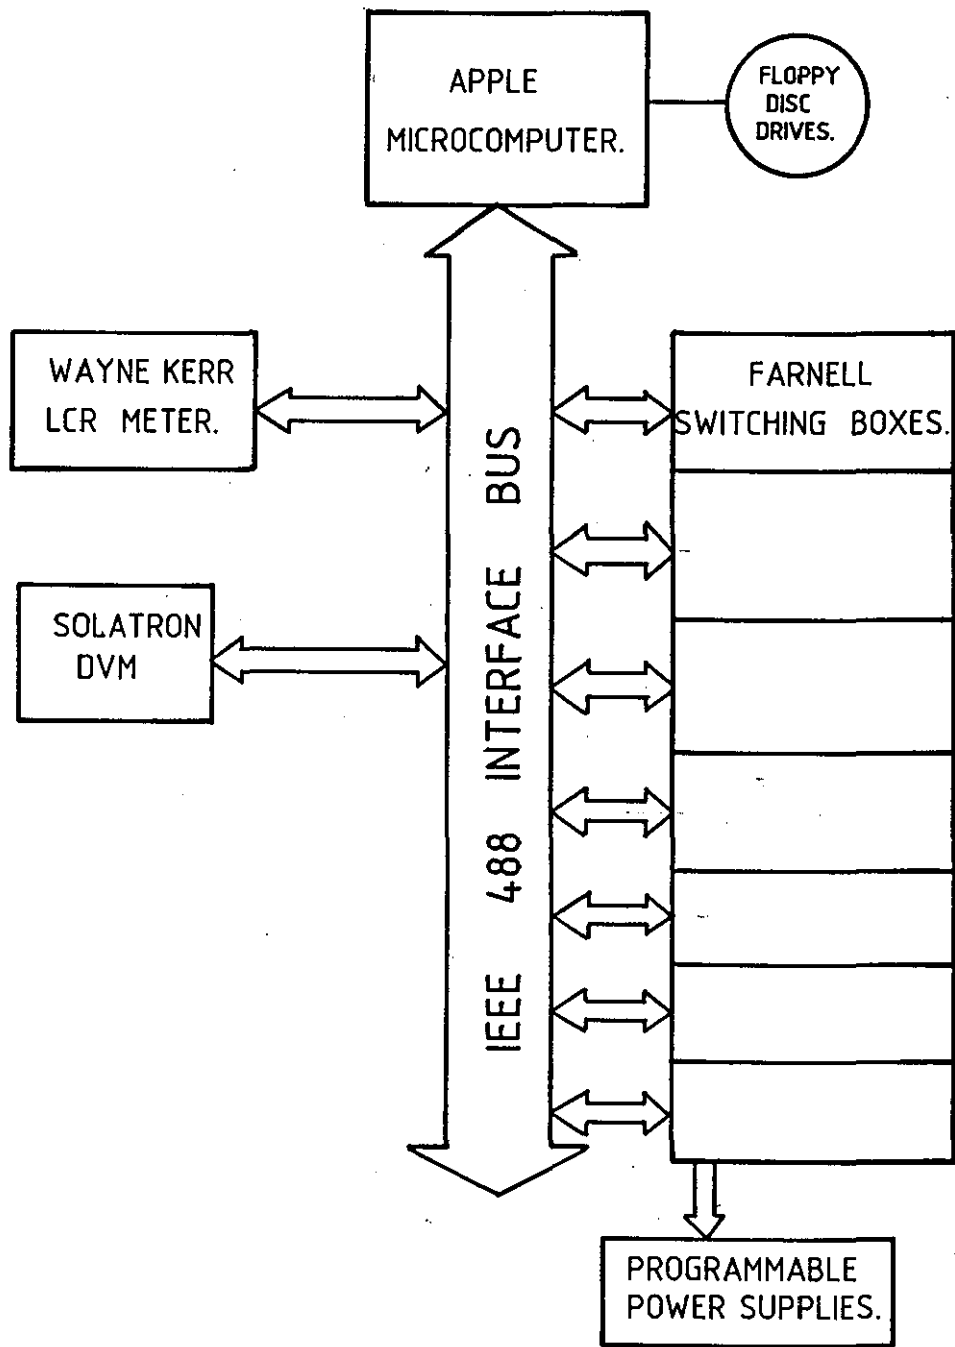 APPLE
MICROCOMPUTER.
FLOPPY
DISC
DRIVES.
WAYNE KERR
LCR METER.
FARNELL
SWITCHING BOXES.
SOLATRON
DVM
IEEE 488 INTERFACE BUS
PROGRAMMABLE
POWER SUPPLIES.